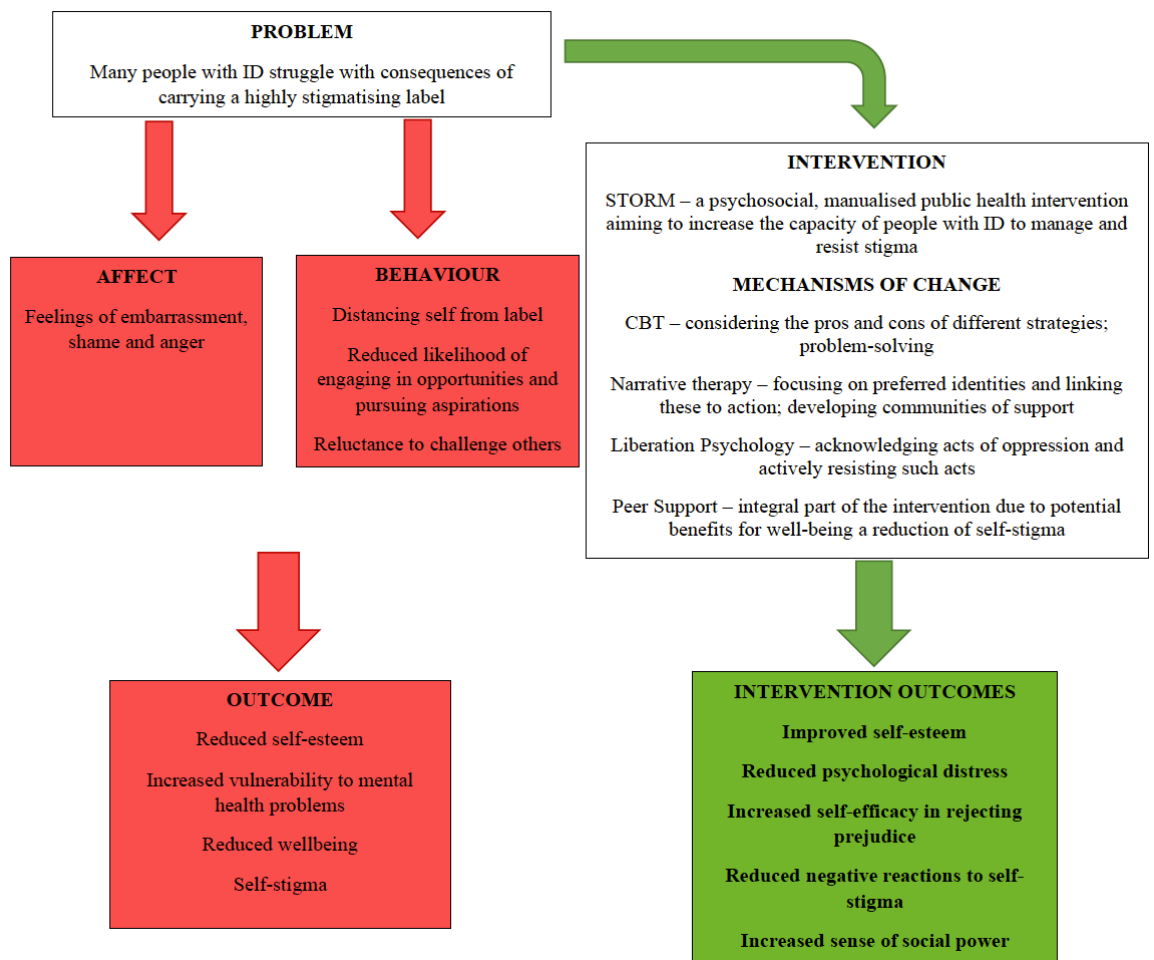 PROBLEM
Many people with ID struggle with consequences of
carrying a highly stigmatising label
AFFECT
Feelings of embarrassment,
shame and anger
BEHAVIOUR
Distancing self from label
Reduced likelihood of
engaging in opportunities and
pursuing aspirations
Reluctance to challenge others
OUTCOME
Reduced self-esteem
Increased vulnerability to mental
health problems
Reduced wellbeing
Self-stigma
INTERVENTION
STORM – a psychosocial, manualised public health intervention
aiming to increase the capacity of people with ID to manage and
resist stigma
MECHANISMS OF CHANGE
CBT – considering the pros and cons of different strategies;
problem-solving
Narrative therapy – focusing on preferred identities and linking
these to action; developing communities of support
Liberation Psychology – acknowledging acts of oppression and
actively resisting such acts
Peer Support – integral part of the intervention due to potential
benefits for well-being a reduction of self-stigma
INTERVENTION OUTCOMES
Improved self-esteem
Reduced psychological distress
Increased self-efficacy in rejecting
prejudice
Reduced negative reactions to self-
stigma
Increased sense of social power